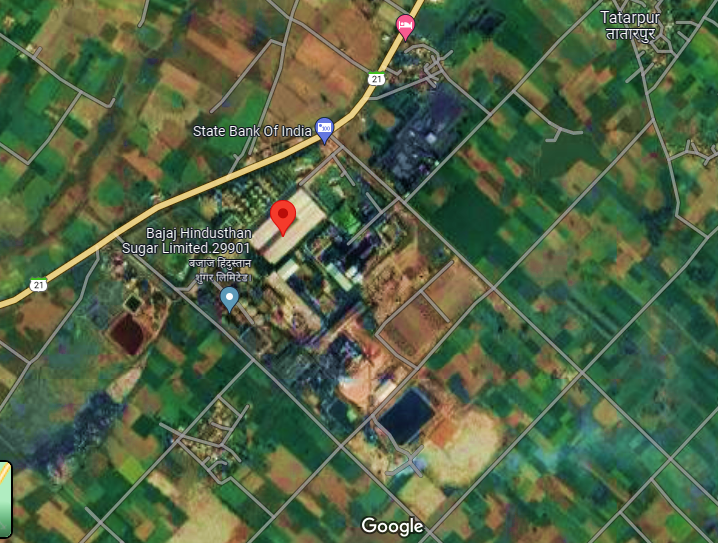 Tatarpur
तातारपुर
21
State Bank Of India
Bajaj Hindusthan
Sugar Limited 29901
बजाज हिंदुस्तान
शुगर लिमिटेड।
21
Google